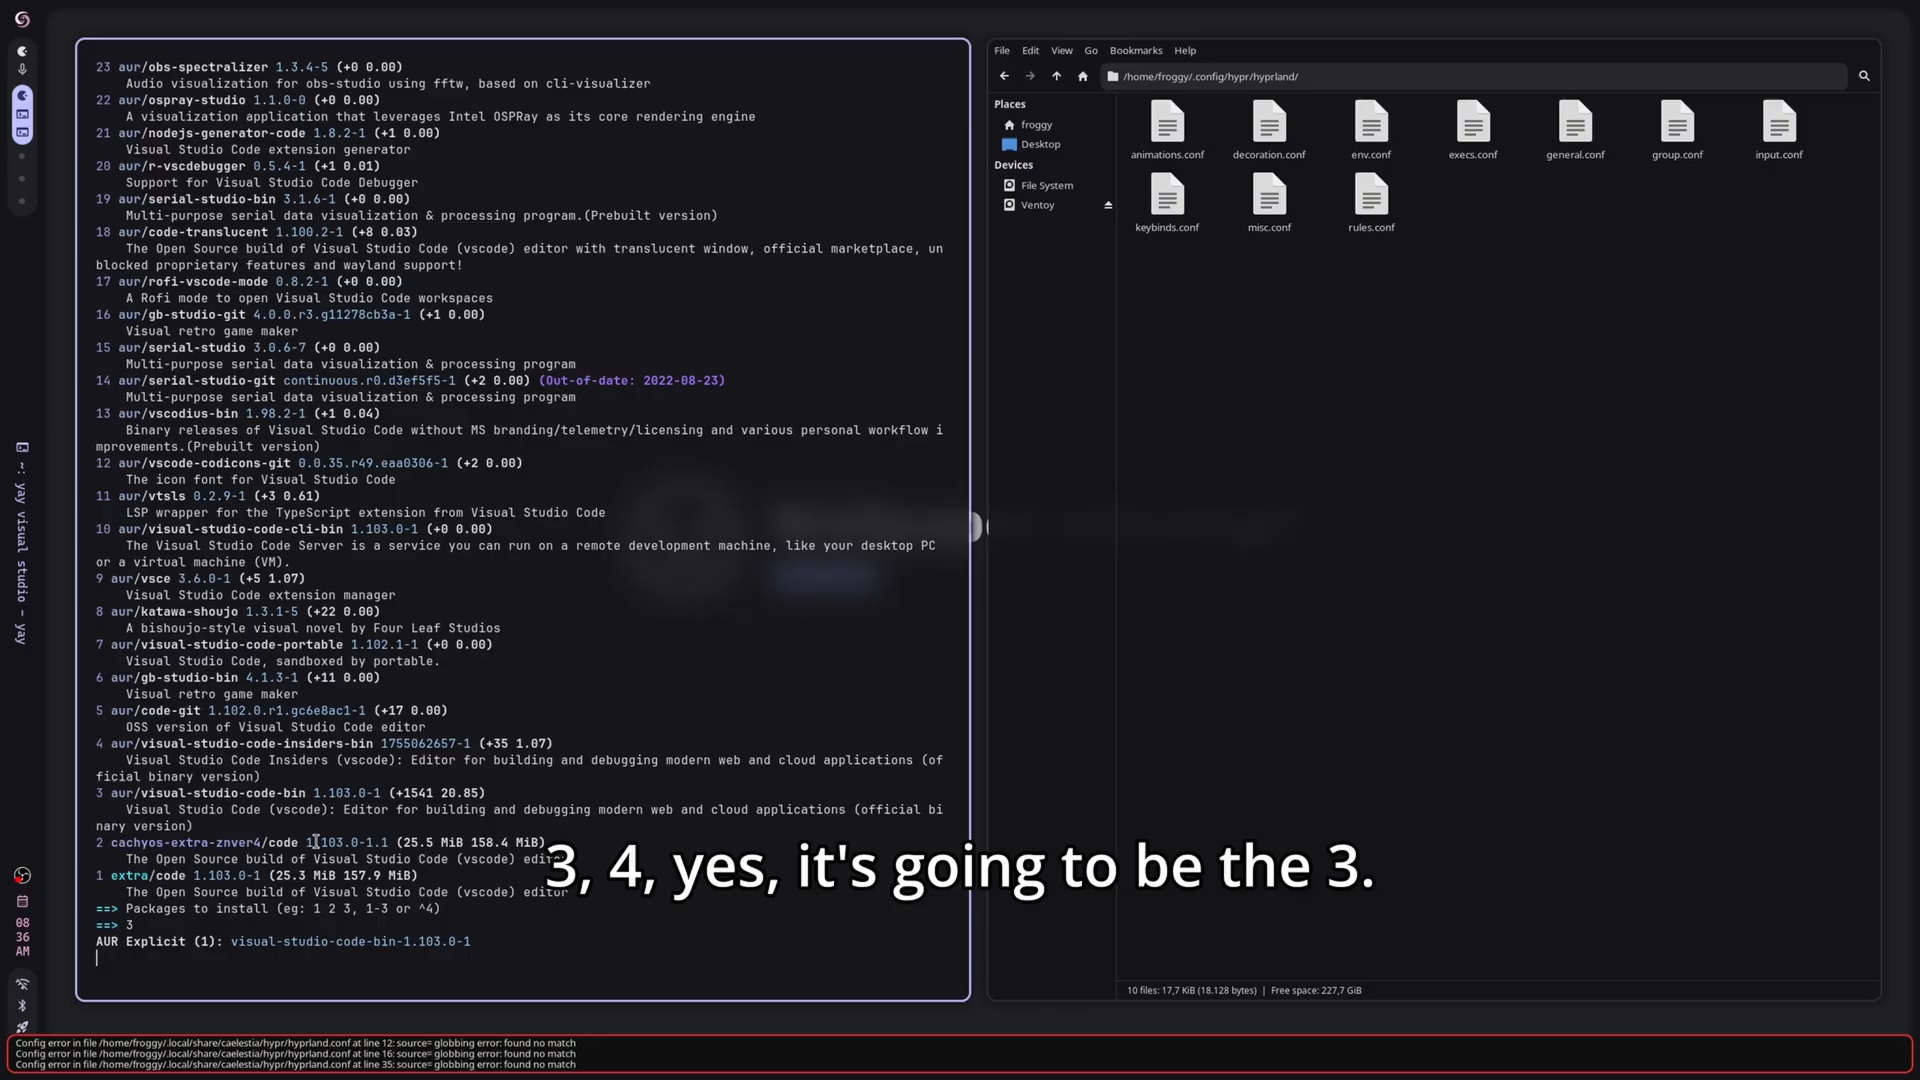 23 aur/obs-spectralizer 1.3.4-5 (+0 0.00)
Audio visualization for obs-studio using fftw, based on cli-visualizer
22 aur/ospray-studio 1.1.0-0 (+0 0.00)
A visualization application that leverages Intel OSPRay as its core rendering engine
21 aur/nodejs-generator-code 1.8.2-1 (+1 0.00)
Visual Studio Code extension generator
20 aur/r-vscdebugger 0.5.4-1 (+1 0.01)
Support for Visual Studio Code Debugger
19 aur/serial-studio-bin 3.1.6-1 (+0 0.00)
Multi-purpose serial data visualization & processing program.(Prebuilt version)
18 aur/code-translucent 1.100.2-1 (+8 0.03)
The Open Source build of Visual Studio Code (vscode) editor with translucent window, official marketplace, un
blocked proprietary features and wayland support!
17 aur/rofi-vscode-mode 0.8.2-1 (+0 0.00)
A Rofi mode to open Visual Studio Code workspaces
16 aur/gb-studio-git 4.0.0.r3.g11278cb3a-1 (+1 0.00)
Visual retro game maker
15 aur/serial-studio 3.0.6-7 (+0 0.00)
Multi-purpose serial data visualization & processing program
14 aur/serial-studio-git continuous.r0.d3ef5f5-1 (+2 0.00) (Out-of-date: 2022-08-23)
Multi-purpose serial data visualization & processing program
13 aur/vscodius-bin 1.98.2-1 (+1 0.04)
Binary releases of Visual Studio Code without MS branding/telemetry/licensing and various personal workflow i
mprovements.(Prebuilt version)
12 aur/vscode-codicons-git 0.0.35.r49.eaa0306-1 (+2 0.00)
The icon font for Visual Studio Code
11 aur/vtsls 0.2.9-1 (+3 0.61)
LSP wrapper for the TypeScript extension from Visual Studio Code
10 aur/visual-studio-code-cli-bin 1.103.0-1 (+0 0.00)
The Visual Studio Code Server is a service you can run on a remote development machine, like your desktop PC
or a virtual machine (VM).
9 aur/vsce 3.6.0-1 (+5 1.07)
Visual Studio Code extension manager
8 aur/katawa-shoujo 1.3.1-5 (+22 0.00)
A bishoujo-style visual novel by Four Leaf Studios
7 aur/visual-studio-code-portable 1.102.1-1 (+0 0.00)
Visual Studio Code, sandboxed by portable.
6 aur/gb-studio-bin 4.1.3-1 (+11 0.00)
Visual retro game maker
5 aur/code-git 1.102.0.r1.gc6e8ac1-1 (+17 0.00)
OSS version of Visual Studio Code editor
4 aur/visual-studio-code-insiders-bin 1755062657-1 (+35 1.07)
Visual Studio Code Insiders (vscode): Editor for building and debugging modern web and cloud applications (of
ficial binary version)
3 aur/visual-studio-code-bin 1.103.0-1 (+1541 20.85)
Visual Studio Code (vscode): Editor for building and debugging modern web and cloud applications (official bi
nary version)
2 cachyos-extra-znver4/code 1.103.0-1.1 (25.5 MiB 158.4 MiB)
The Open Source build of Visual Studio Code (vscode) edit
1 extra/code 1.103.0-1 (25.3 MiB 157.9 MiB)
The Open Source build of Visual Studio Code (vscode) editor
==> Packages to install (eg: 1 2 3, 1-3 or ^4)
==> 3
AUR Explicit (1): visual-studio-code-bin-1.103.0-1
3, 4, yes, it's going to be the 3.
File Edit View Go Bookmarks Help
/home/froggy/.config/hypr/hyprland/
Places
froggy
Desktop
Devices
File System
Ventoy
animations.conf decoration.conf env.conf execs.conf general.conf group.conf input.conf
keybinds.conf misc.conf rules.conf
10 files: 17,7 KiB (18.128 bytes) | Free space: 227,7 GiB
~: yay visual studio – yay
08
36
AM
Config error in file /home/froggy/.local/share/caelestia/hypr/hyprland.conf at line 12: source= globbing error: found no match
Config error in file /home/froggy/.local/share/caelestia/hypr/hyprland.conf at line 16: source= globbing error: found no match
Config error in file /home/froggy/.local/share/caelestia/hypr/hyprland.conf at line 35: source= globbing error: found no match